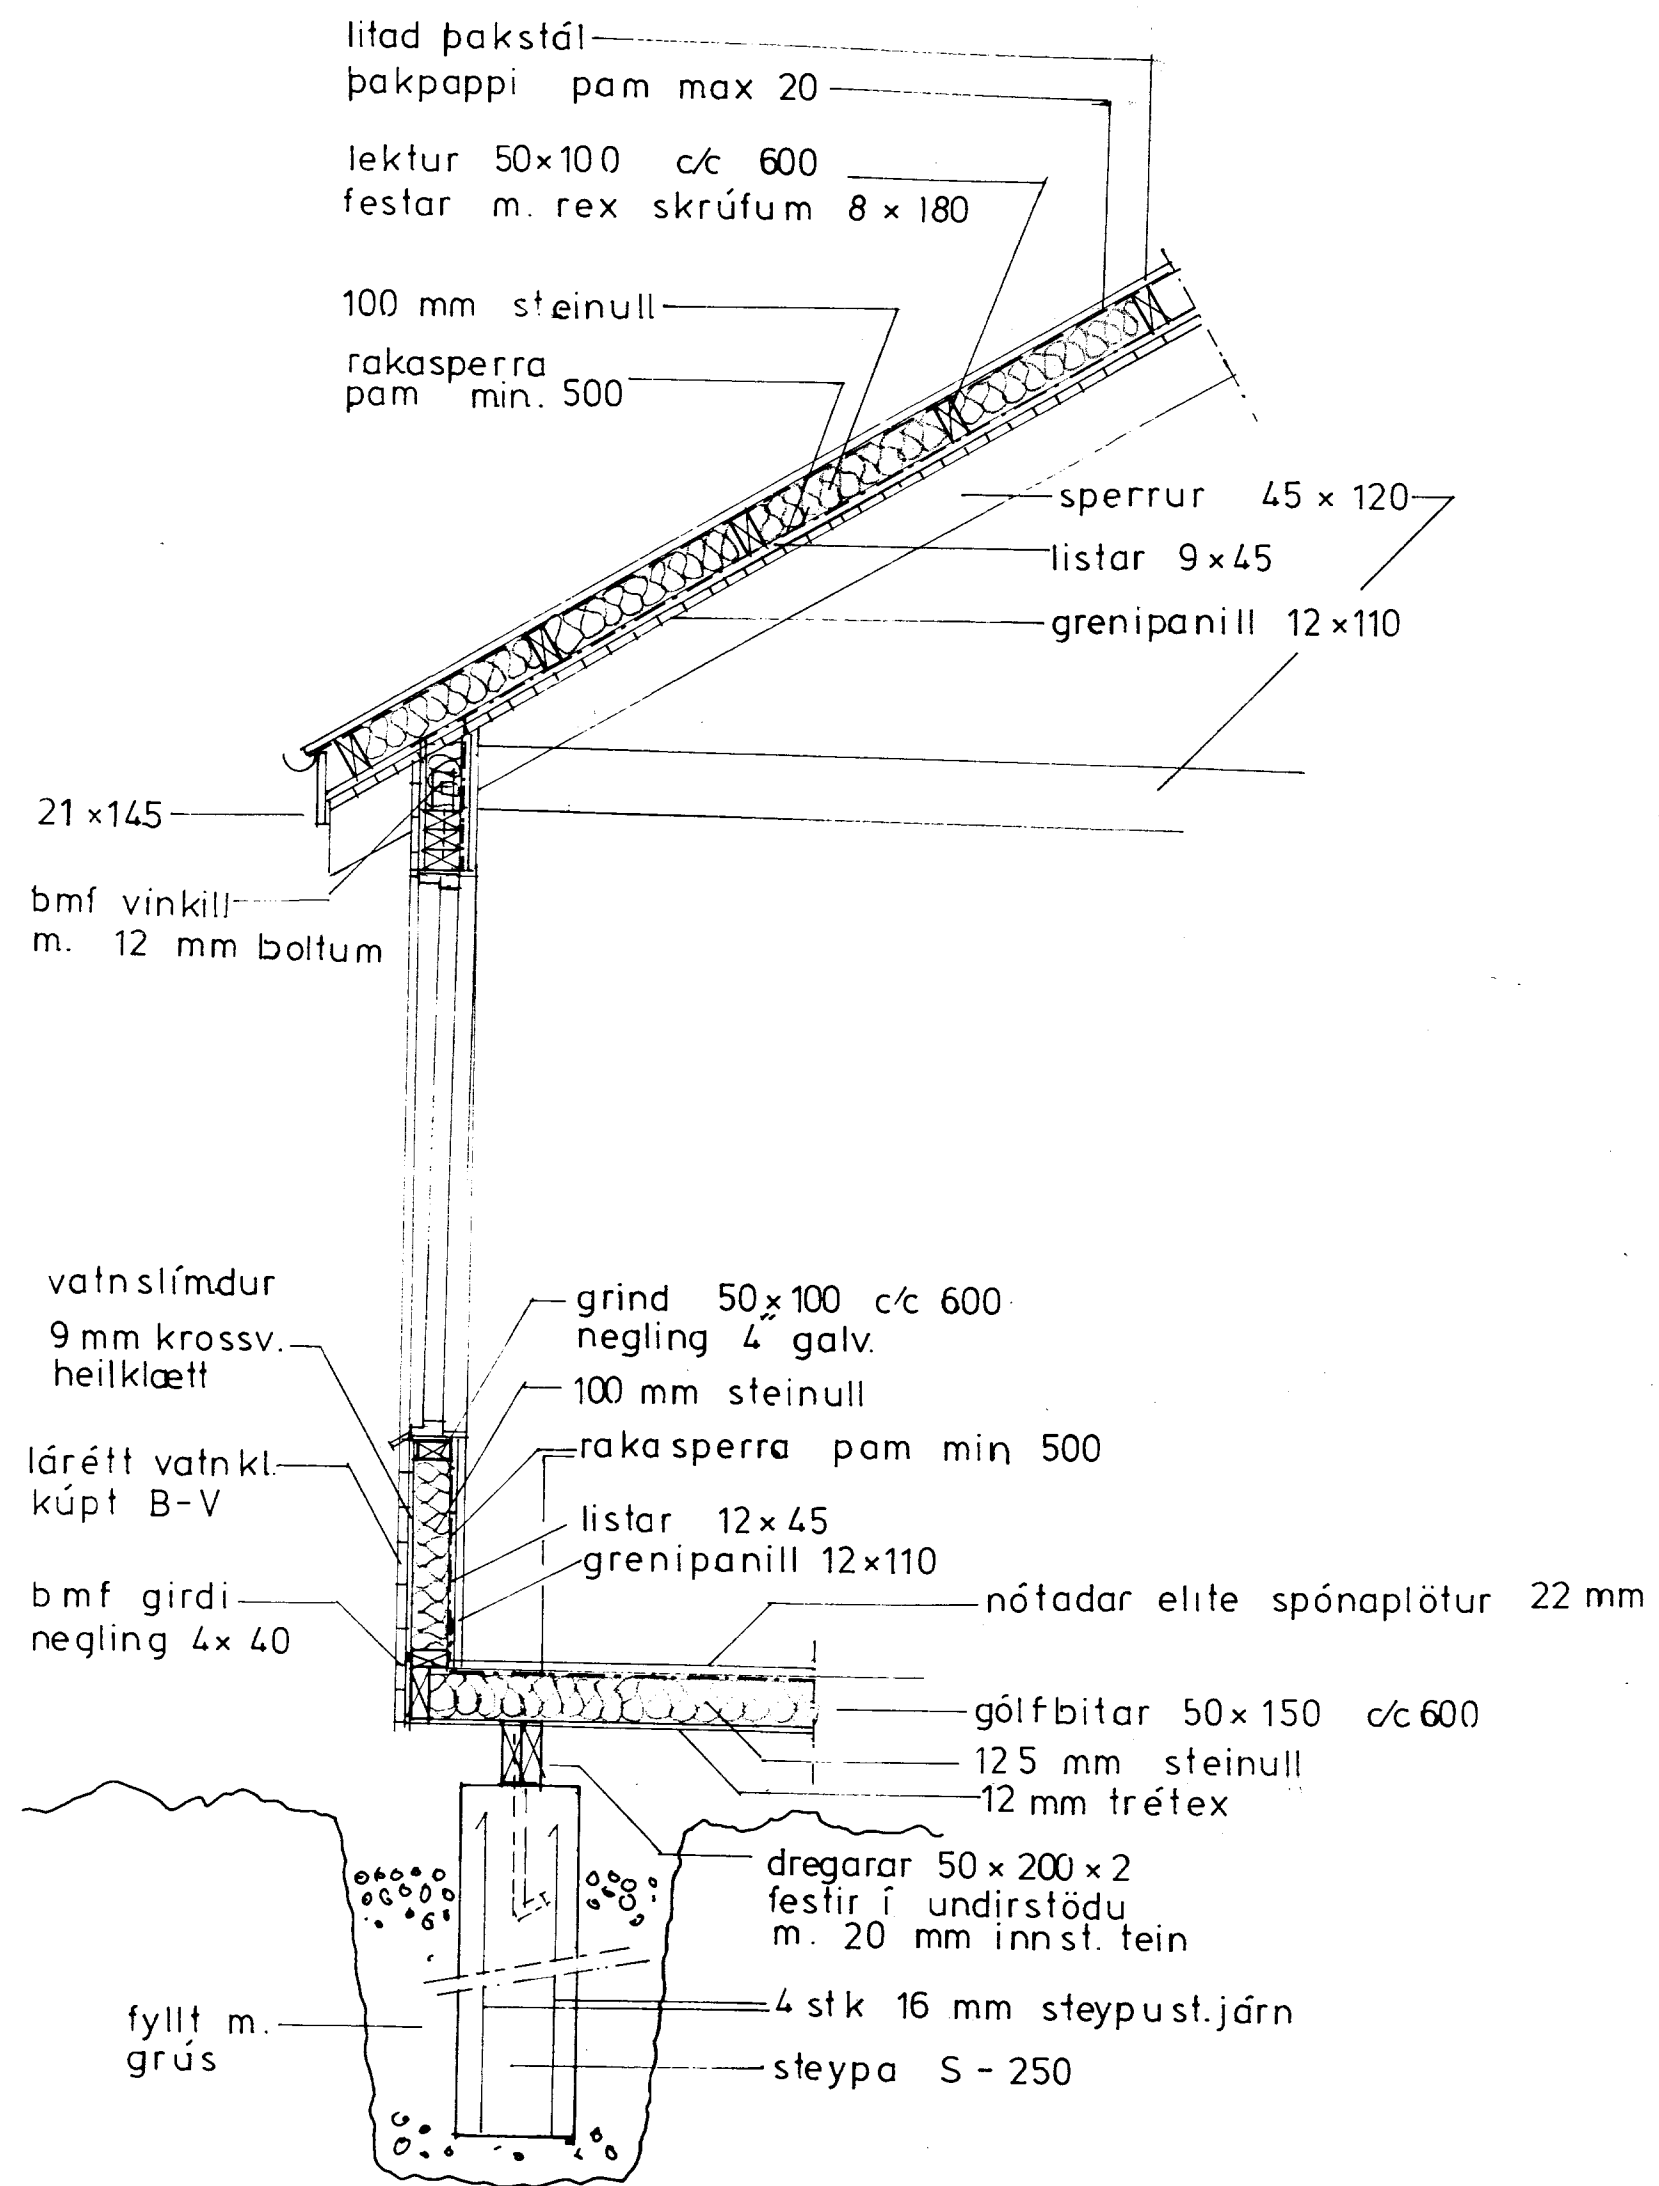 litad þakstál
þakpappi pam max 20
lektur 50×100 c/c 600
festar m. rex skrúfum 8 × 180
100 mm steinull
rakasperra
pam min. 500
sperrur 45 × 120
listar 9×45
grenipanill 12×110
21×145
bmf vinkill
m. 12 mm boltum
vatnslímdur
9 mm krossv.
heilklætt
lárétt vatnkl.
kúpt B-V
bmf girdi
negling 4× 40
grind 50×100 c/c 600
negling 4" galv.
100 mm steinull
rakasperra pam min 500
listar 12×45
grenipanill 12×110
nótadar elite spónaplötur 22 mm
gólfbitar 50×150 c/c 600
125 mm steinull
12 mm trétex
dregarar 50 × 200 × 2
festir í undirstödu
m. 20 mm innst. tein
4 stk 16 mm steypust.járn
steypa S-250
fyllt m.
grús